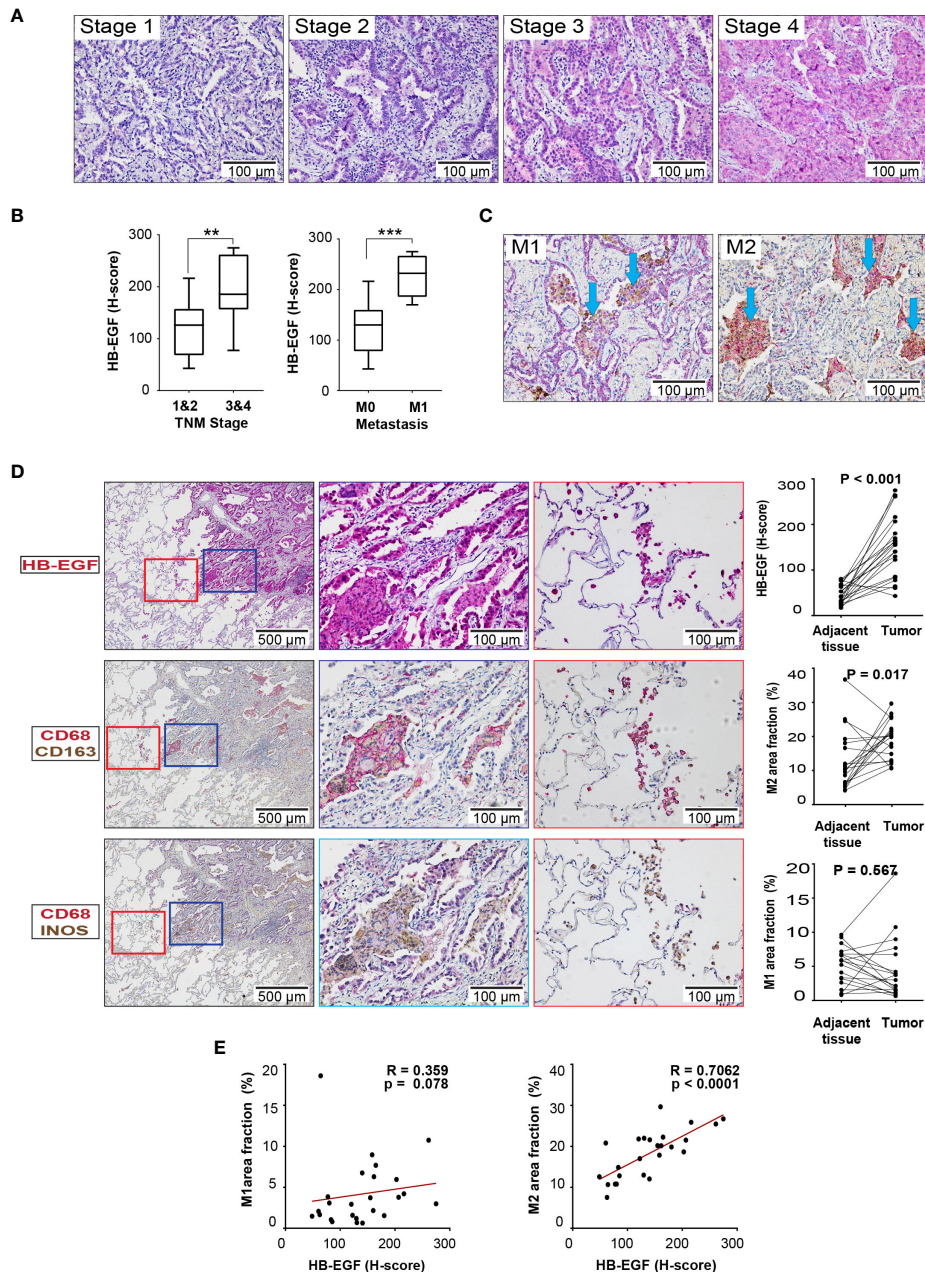 A
Stage 1
Stage 2
Stage 3
Stage 4
100 µm
100 µm
100 µm
100 µm
B
HB-EGF (H-score)
300
200
100
0
**
1&2
3&4
TNM Stage
HB-EGF (H-score)
300
200
100
0
***
M0
M1
Metastasis
C
M1
M2
100 µm
100 µm
D
HB-EGF
500 µm
100 µm
100 µm
HB-EGF (H-score)
P < 0.001
300
200
100
0
Adjacent
tissue
Tumor
CD68
CD163
500 µm
100 µm
100 µm
M2 area fraction (%)
P = 0.017
40
30
20
10
0
Adjacent
tissue
Tumor
CD68
INOS
500 µm
100 µm
100 µm
M1 area fraction (%)
P = 0.567
20
15
10
5
0
Adjacent
tissue
Tumor
E
M1area fraction (%)
R = 0.359
p = 0.078
20
15
10
5
0
0
100
200
300
HB-EGF (H-score)
M2 area fraction (%)
R = 0.7062
p < 0.0001
40
30
20
10
0
0
100
200
300
HB-EGF (H-score)